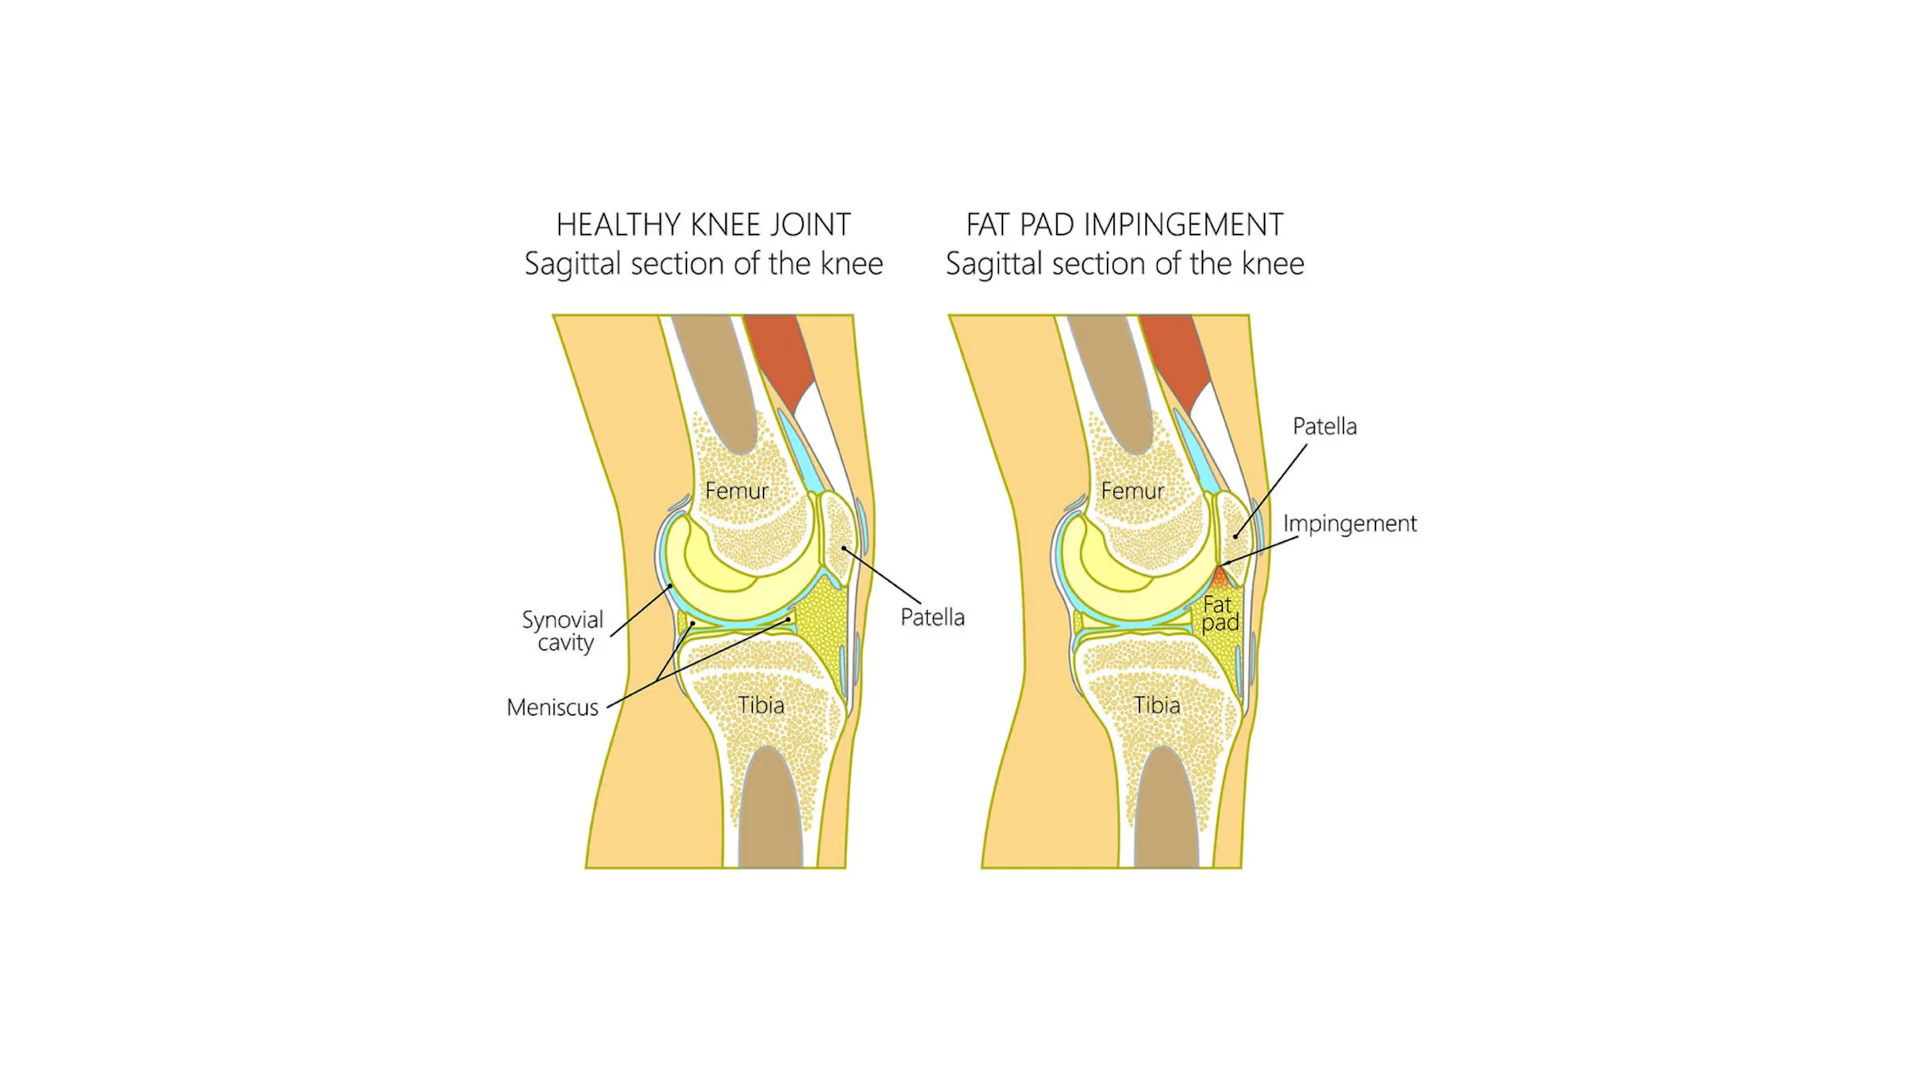 HEALTHY KNEE JOINT
Sagittal section of the knee
Femur
Patella
Synovial
cavity
Meniscus
Tibia
FAT PAD IMPINGEMENT
Sagittal section of the knee
Patella
Femur
Impingement
Fat
pad
Tibia